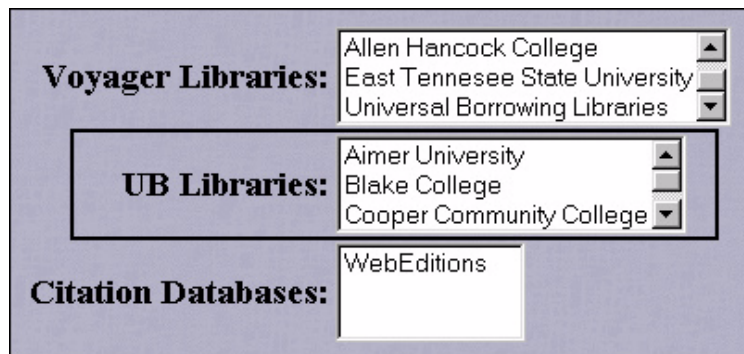 Voyager Libraries:
Allen Hancock College
East Tennesee State University
Universal Borrowing Libraries
UB Libraries:
Aimer University
Blake College
Cooper Community College
Citation Databases:
WebEditions